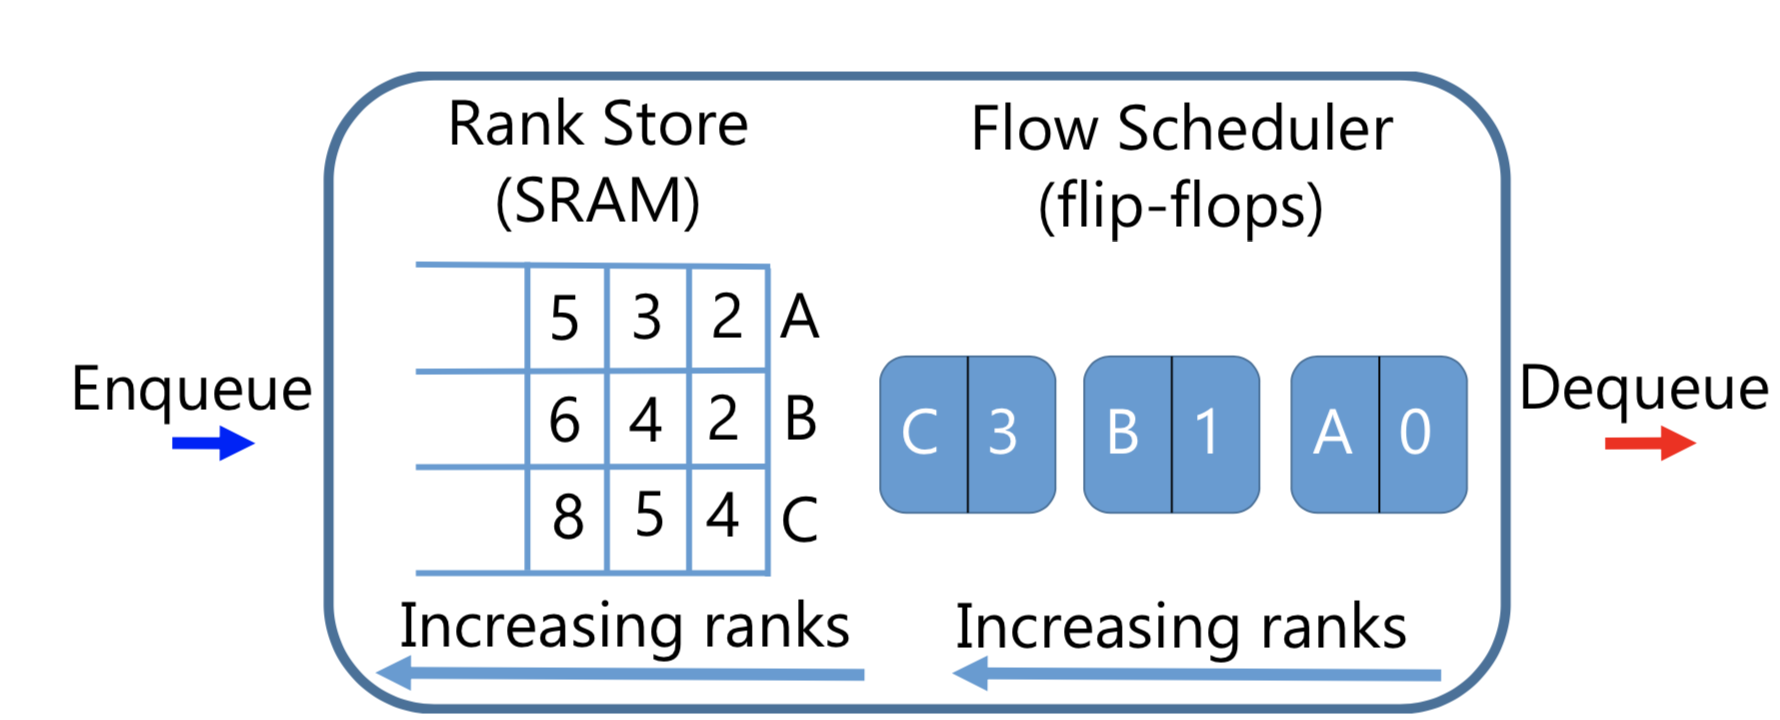 Rank Store
(SRAM)
Flow Scheduler
(flip-flops)
5 3 2 A
6 4 2 B
8 5 4 C
Enqueue
C 3
B 1
A 0
Dequeue
Increasing ranks
Increasing ranks